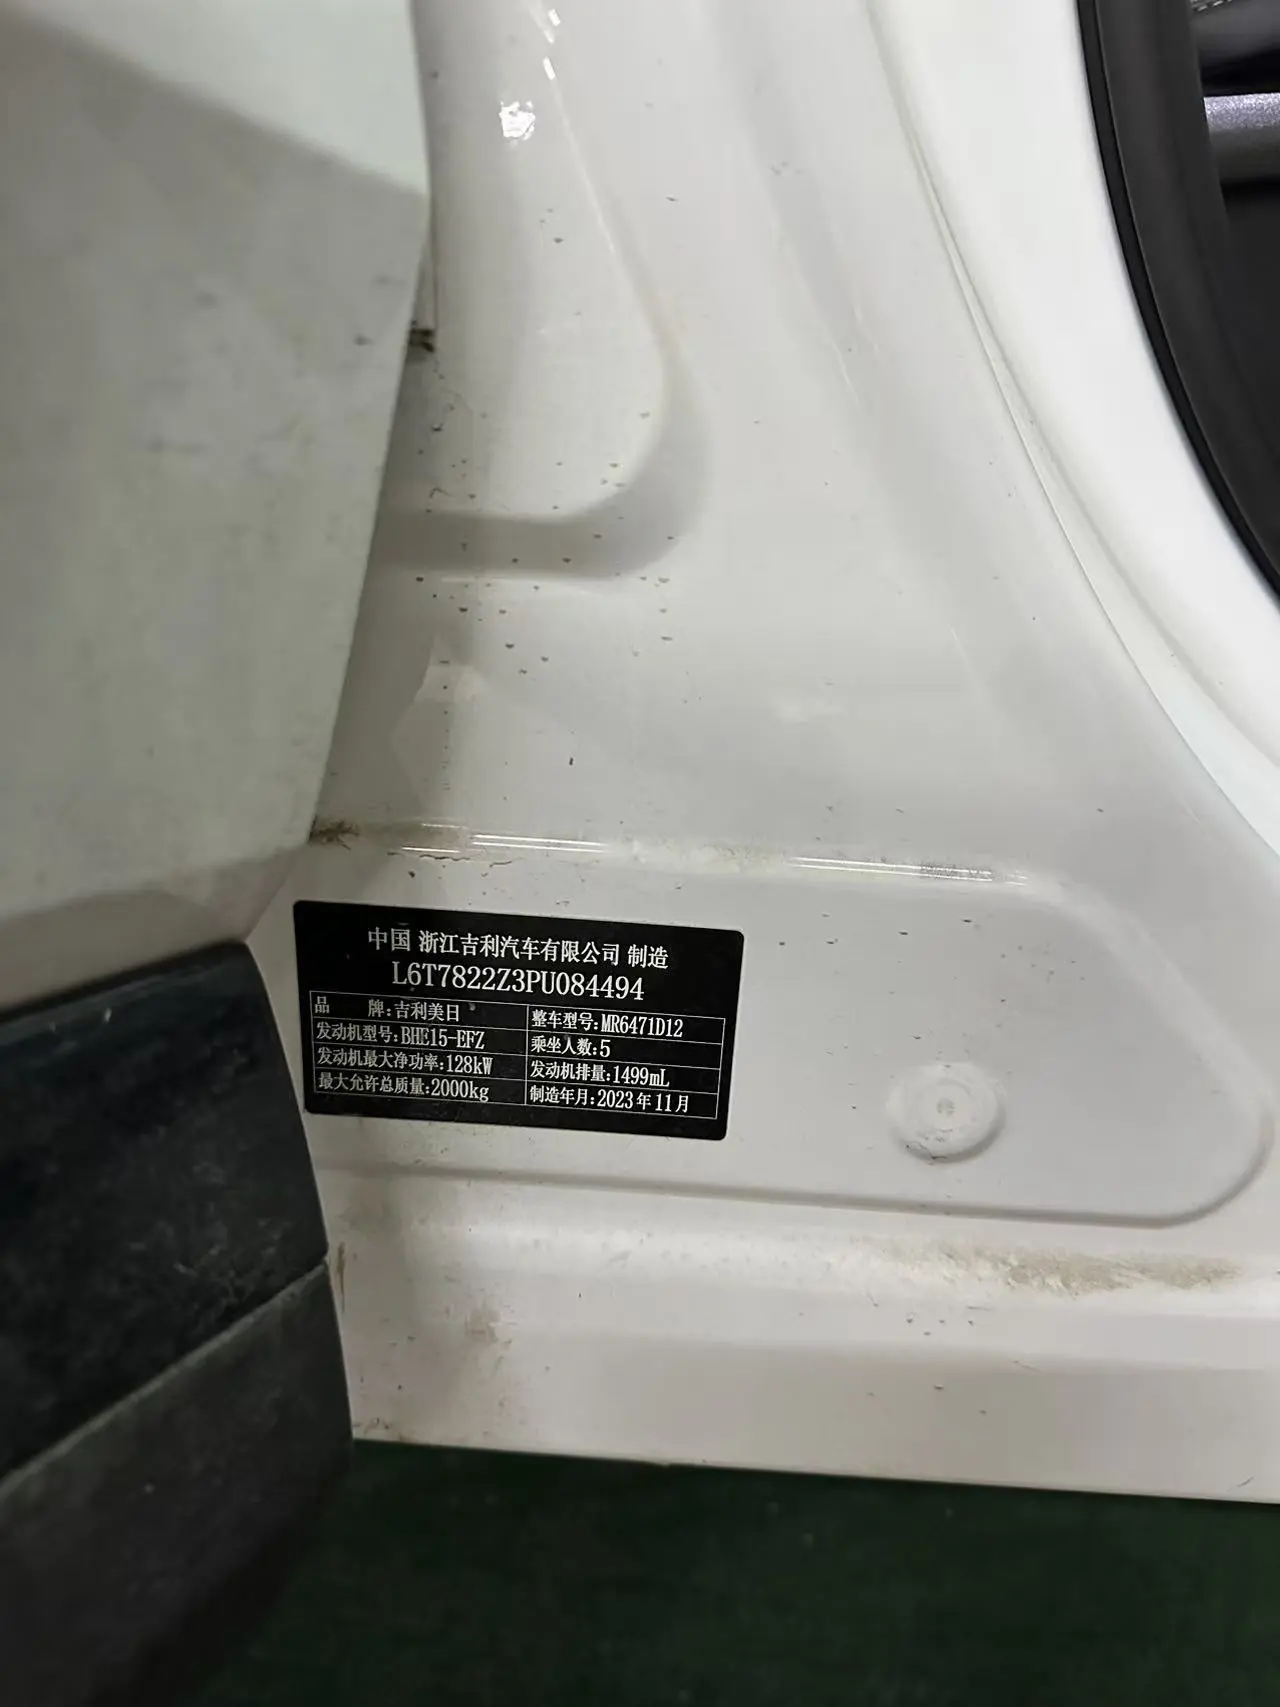 中国 浙江吉利汽车有限公司 制造
L6T7822Z3PU084494
品 牌:吉利美日 整车型号:MR6471D12
发动机型号:BHE15-EFZ 乘坐人数:5
发动机最大净功率:128kW 发动机排量:1499mL
最大允许总质量:2000kg 制造年月:2023年11月